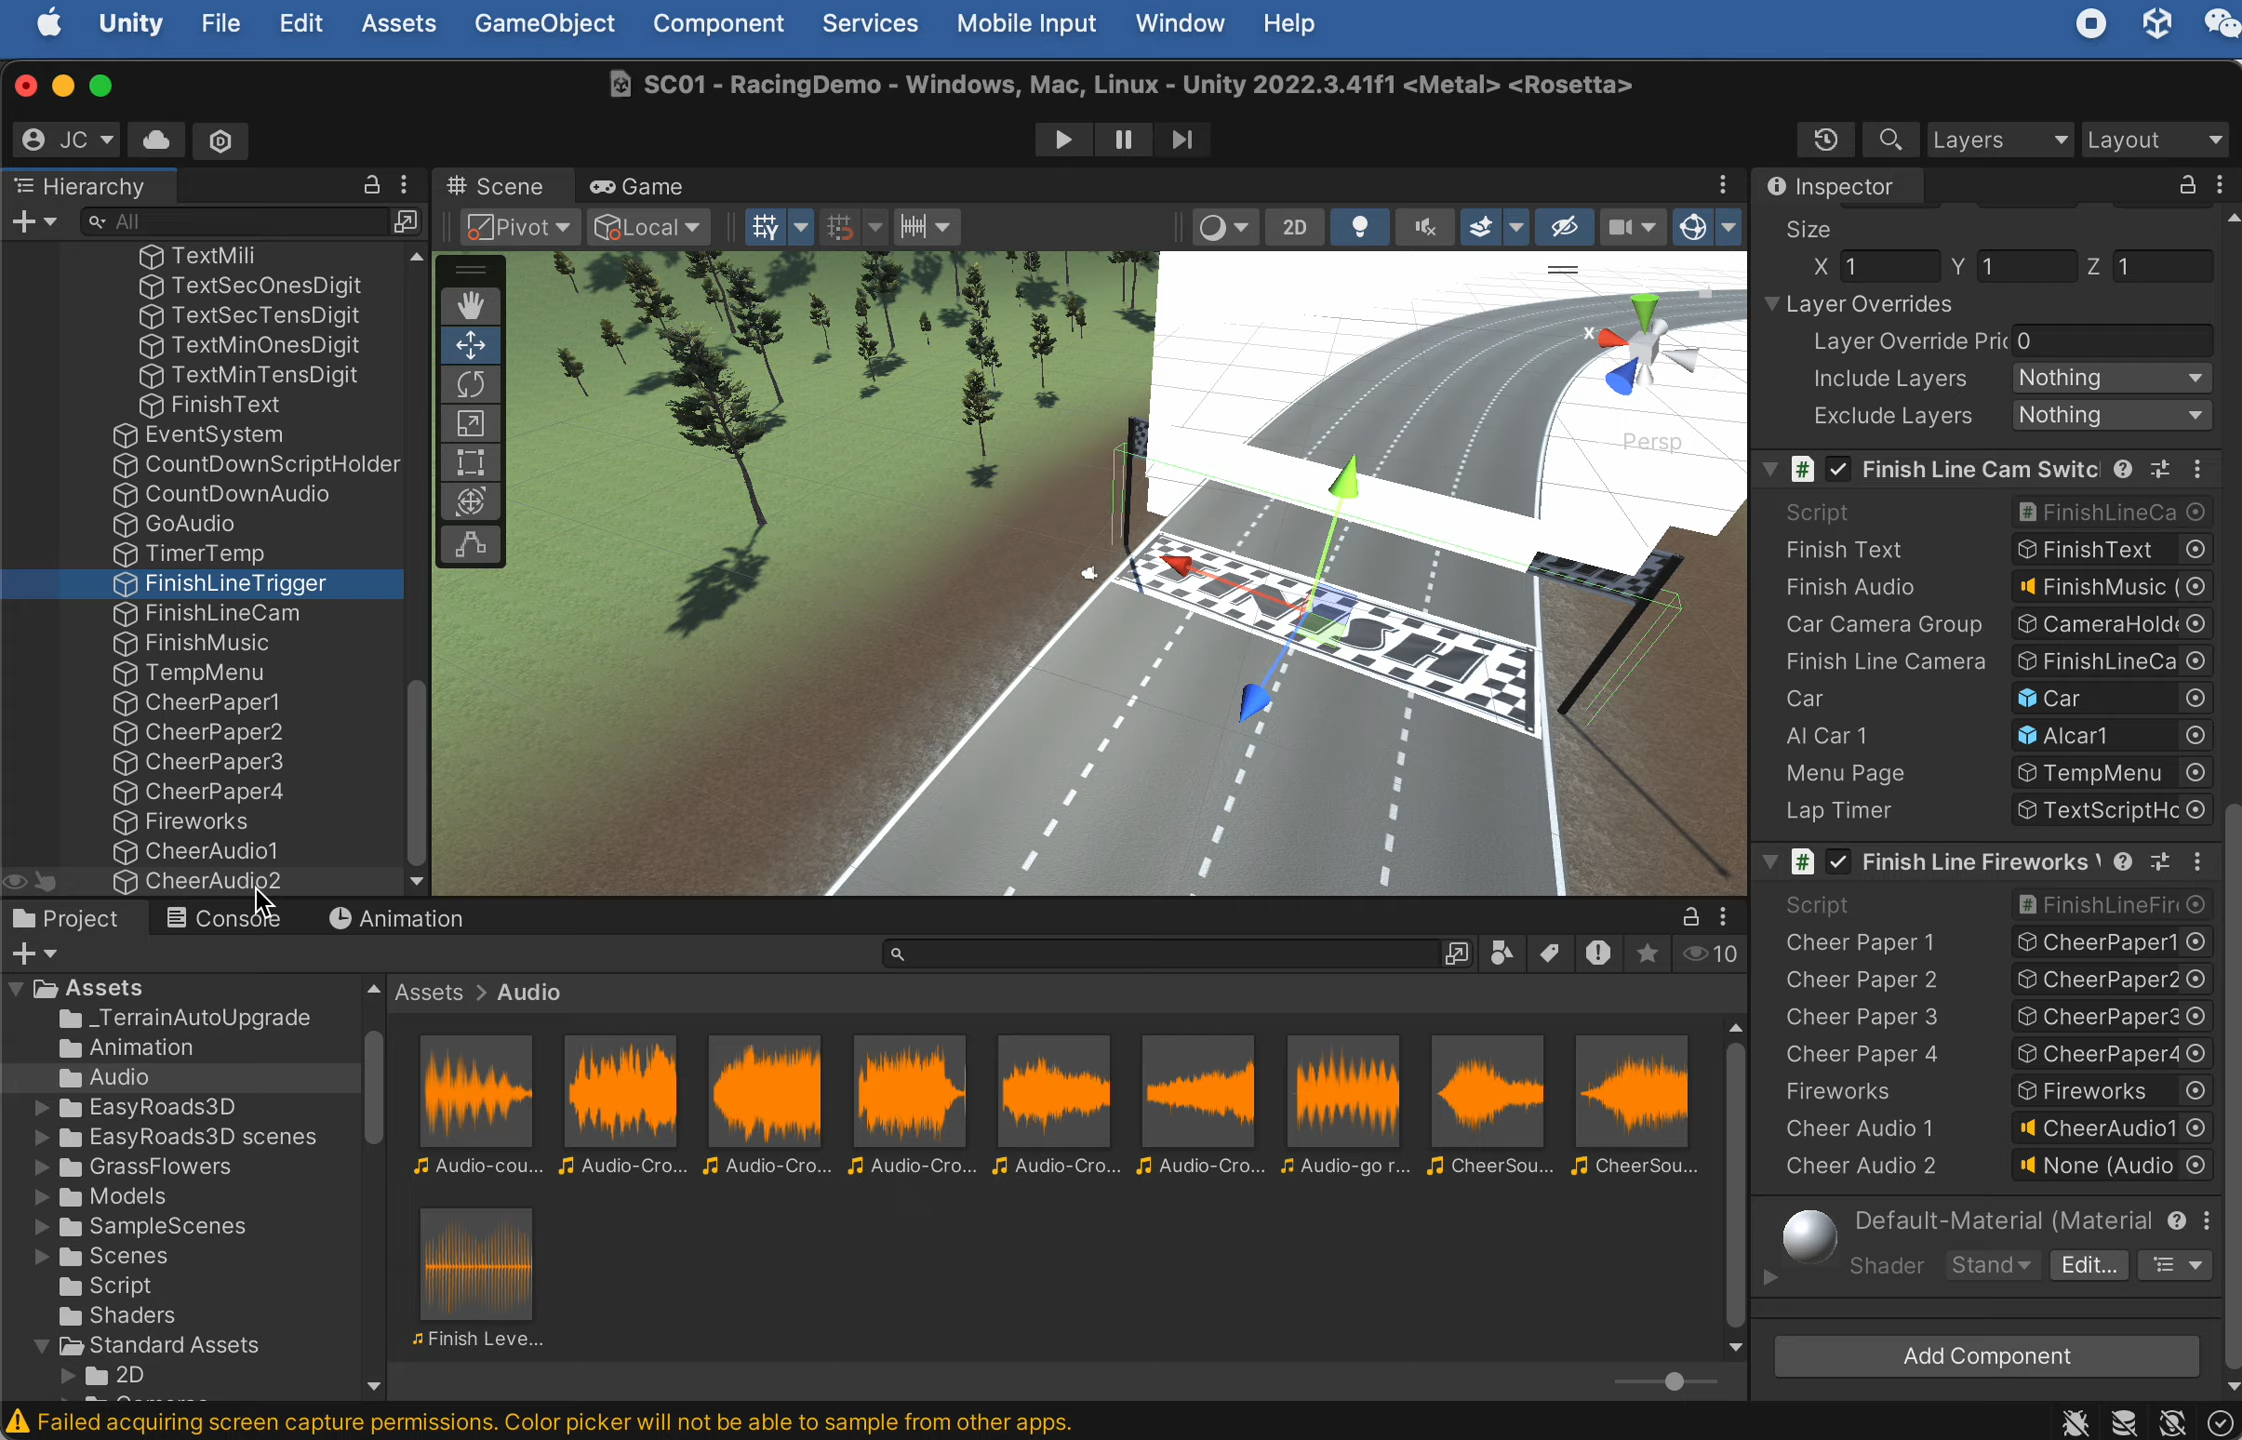 Unity File Edit Assets GameObject Component Services Mobile Input Window Help
SC01 - RacingDemo - Windows, Mac, Linux - Unity 2022.3.41f1 <Metal> <Rosetta>
JC Layers Layout
Hierarchy
All
TextMili
TextSecOnesDigit
TextSecTensDigit
TextMinOnesDigit
TextMinTensDigit
FinishText
EventSystem
CountDownScriptHolder
CountDownAudio
GoAudio
TimerTemp
FinishLineTrigger
FinishLineCam
FinishMusic
TempMenu
CheerPaper1
CheerPaper2
CheerPaper3
CheerPaper4
Fireworks
CheerAudio1
CheerAudio2
Scene Game
Pivot Local 2D
x
Persp
FINISH
Inspector
Size
X 1 Y 1 Z 1
Layer Overrides
Layer Override Pric 0
Include Layers Nothing
Exclude Layers Nothing
# Finish Line Cam Switc
Script # FinishLineCa
Finish Text FinishText
Finish Audio FinishMusic (
Car Camera Group CameraHolde
Finish Line Camera FinishLineCa
Car Car
AI Car 1 AIcar1
Menu Page TempMenu
Lap Timer TextScriptHo
# Finish Line Fireworks
Script # FinishLineFir
Cheer Paper 1 CheerPaper1
Cheer Paper 2 CheerPaper2
Cheer Paper 3 CheerPaper3
Cheer Paper 4 CheerPaper4
Fireworks Fireworks
Cheer Audio 1 CheerAudio1
Cheer Audio 2 None (Audio
Default-Material (Material
Shader Stand Edit...
Add Component
Project Console Animation
10
Assets
_TerrainAutoUpgrade
Animation
Audio
EasyRoads3D
EasyRoads3D scenes
GrassFlowers
Models
SampleScenes
Scenes
Script
Shaders
Standard Assets
2D
Assets > Audio
Audio-cou... Audio-Cro... Audio-Cro... Audio-Cro... Audio-Cro... Audio-Cro... Audio-go r... CheerSou... CheerSou...
Finish Leve...
Failed acquiring screen capture permissions. Color picker will not be able to sample from other apps.